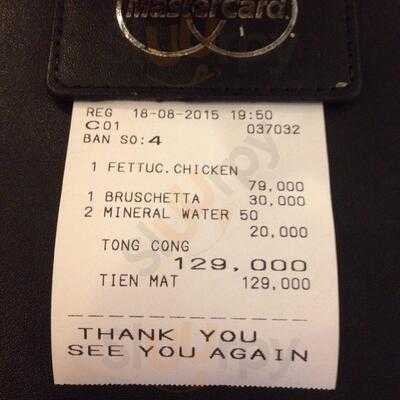 MasterCard
REG 18-08-2015 19:50
C01 037032
BAN SO:4
1 FETTUC.CHICKEN
79,000
1 BRUSCHETTA 30,000
2 MINERAL WATER 50
20,000
TONG CONG
129,000
TIEN MAT 129,000
THANK YOU
SEE YOU AGAIN